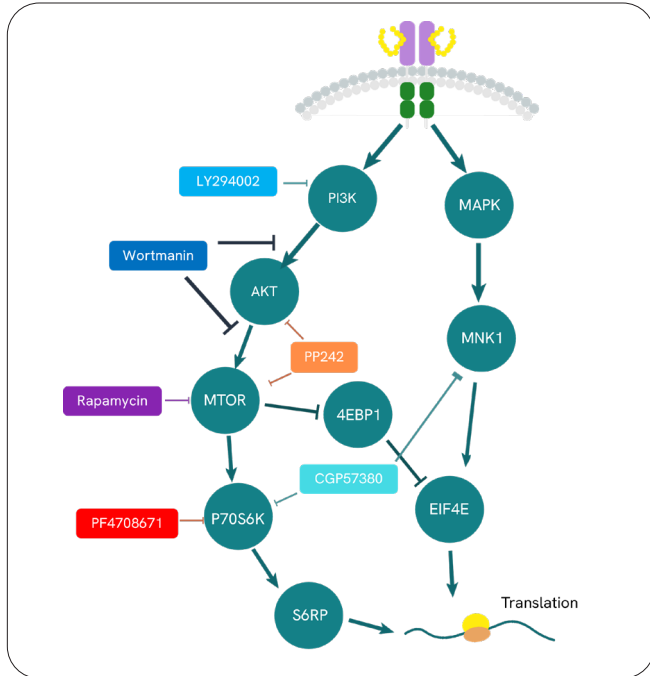 LY294002
PI3K
MAPK
Wortmanin
AKT
MNK1
PP242
Rapamycin
MTOR
4EBP1
CGP57380
PF4708671
P70S6K
EIF4E
Translation
S6RP